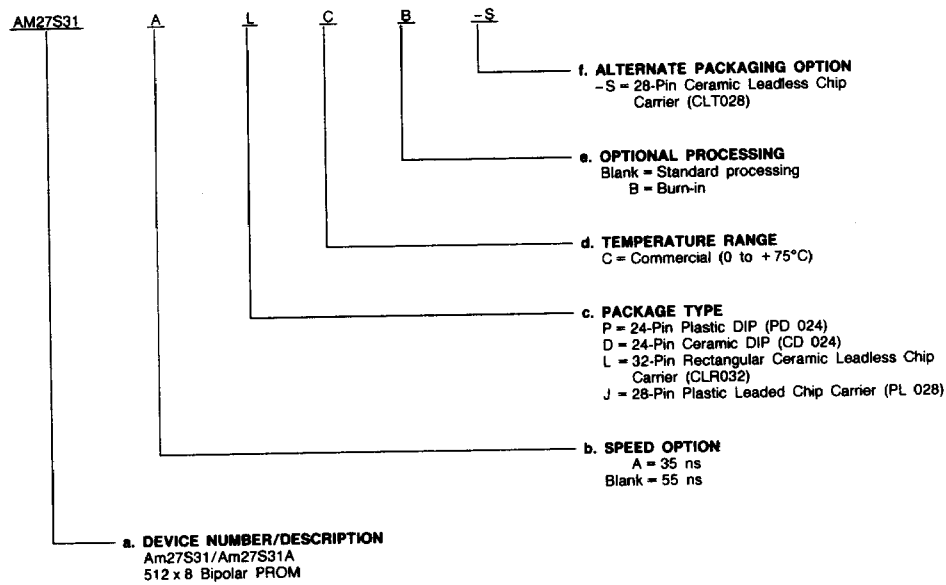 AM27S31 A L C B -S
f. ALTERNATE PACKAGING OPTION
-S = 28-Pin Ceramic Leadless Chip
Carrier (CLT028)
e. OPTIONAL PROCESSING
Blank = Standard processing
B = Burn-in
d. TEMPERATURE RANGE
C = Commercial (0 to +75°C)
c. PACKAGE TYPE
P = 24-Pin Plastic DIP (PD 024)
D = 24-Pin Ceramic DIP (CD 024)
L = 32-Pin Rectangular Ceramic Leadless Chip
Carrier (CLR032)
J = 28-Pin Plastic Leaded Chip Carrier (PL 028)
b. SPEED OPTION
A = 35 ns
Blank = 55 ns
a. DEVICE NUMBER/DESCRIPTION
Am27S31/Am27S31A
512 x 8 Bipolar PROM